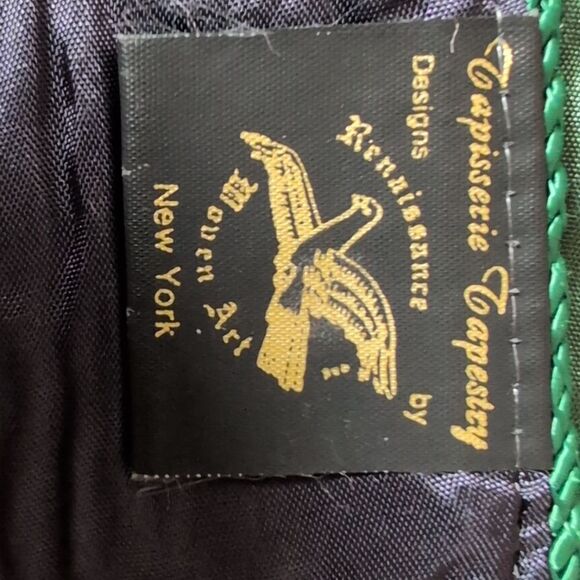 Tapisserie Tapestry
Designs by
Renaissance
Woven Art
New York